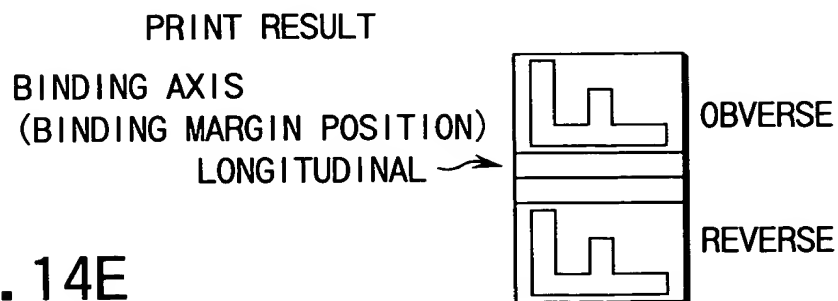 PRINT RESULT
BINDING AXIS
(BINDING MARGIN POSITION)
LONGITUDINAL
OBVERSE
REVERSE
. 14E